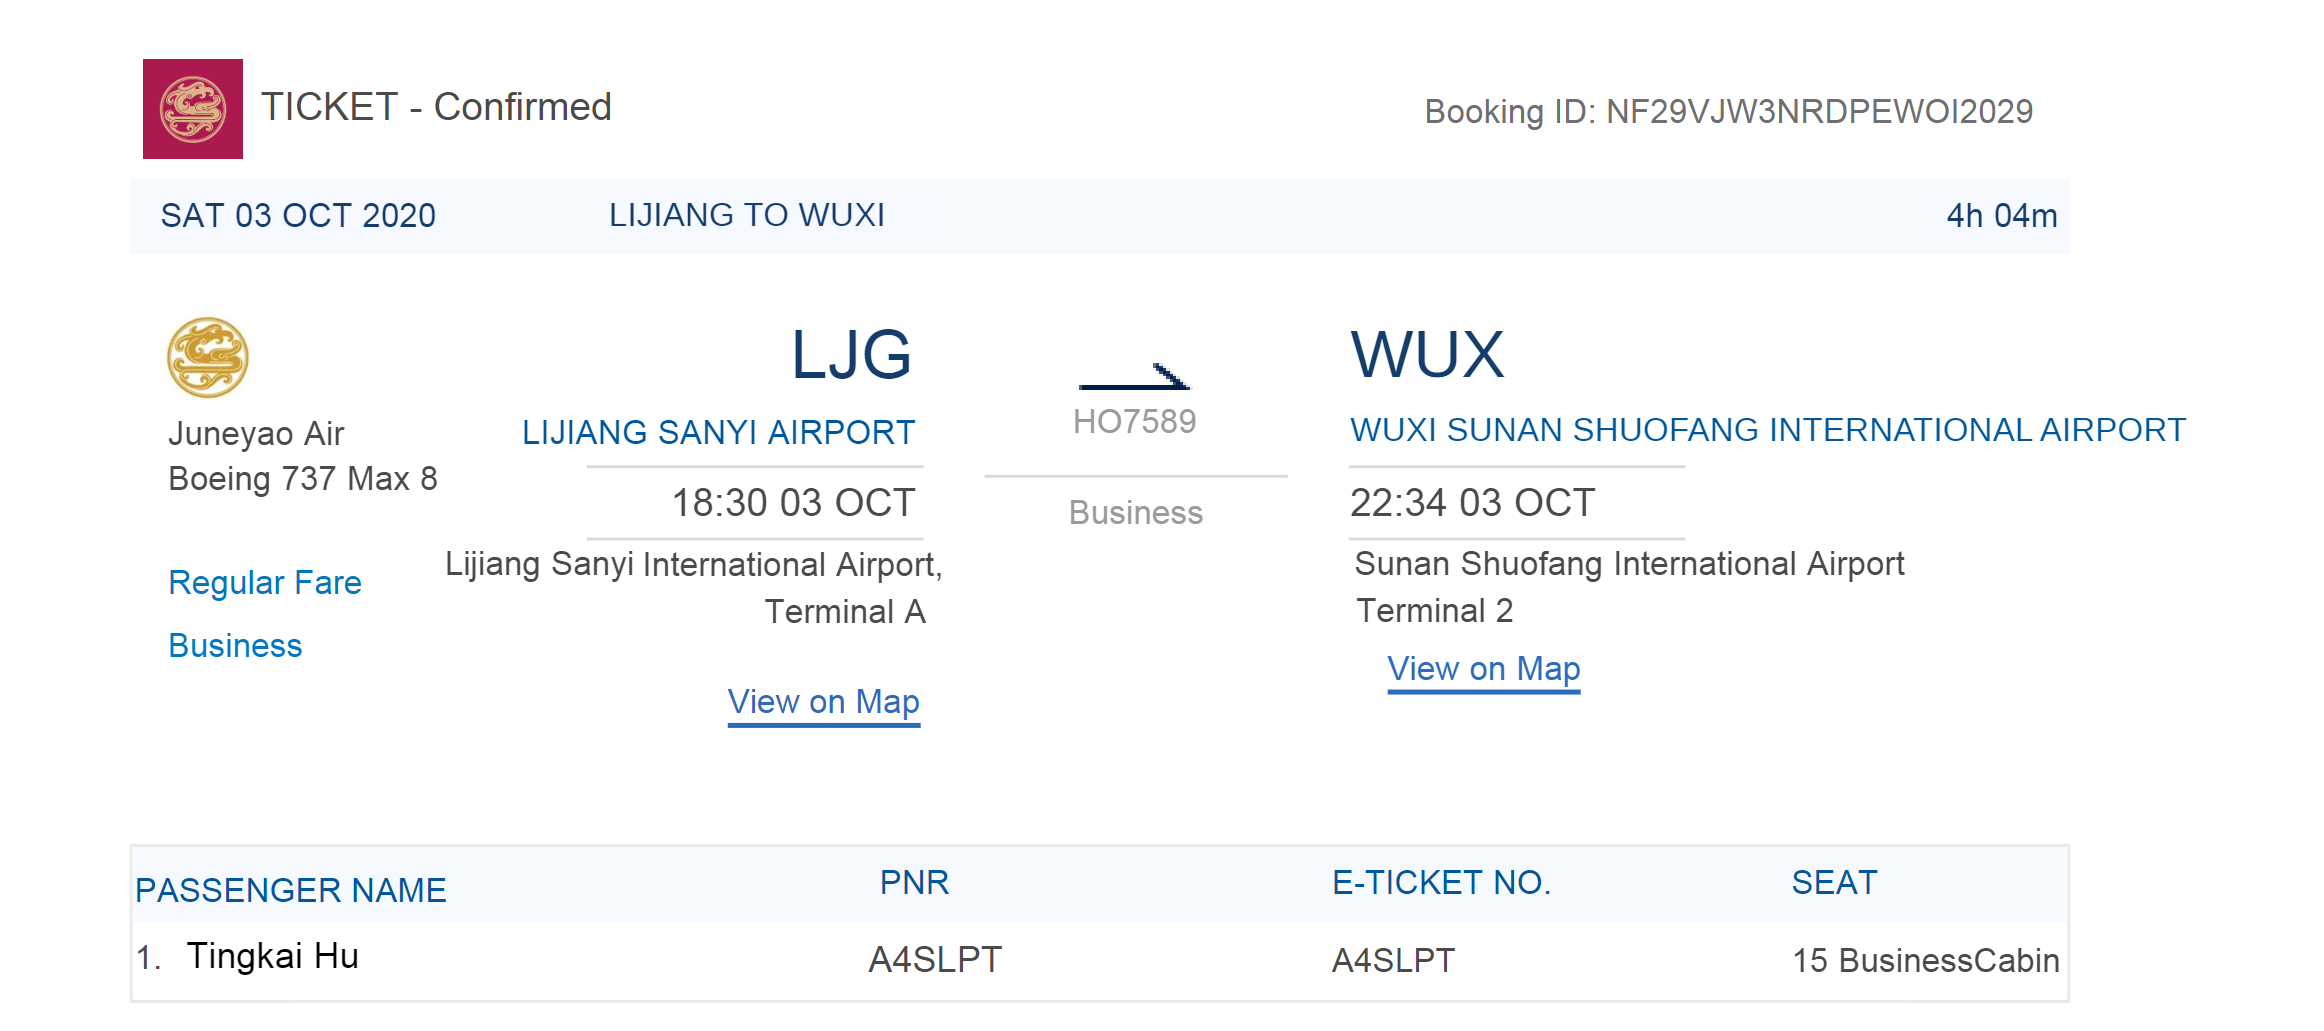 TICKET - Confirmed
Booking ID: NF29VJW3NRDPEWOI2029
SAT 03 OCT 2020 LIJIANG TO WUXI 4h 04m
LJG WUX
Juneyao Air LIJIANG SANYI AIRPORT HO7589 WUXI SUNAN SHUOFANG INTERNATIONAL AIRPORT
Boeing 737 Max 8
18:30 03 OCT Business 22:34 03 OCT
Regular Fare Lijiang Sanyi International Airport, Sunan Shuofang International Airport
Terminal A Terminal 2
Business
View on Map View on Map
PASSENGER NAME PNR E-TICKET NO. SEAT
1. Tingkai Hu A4SLPT A4SLPT 15 BusinessCabin